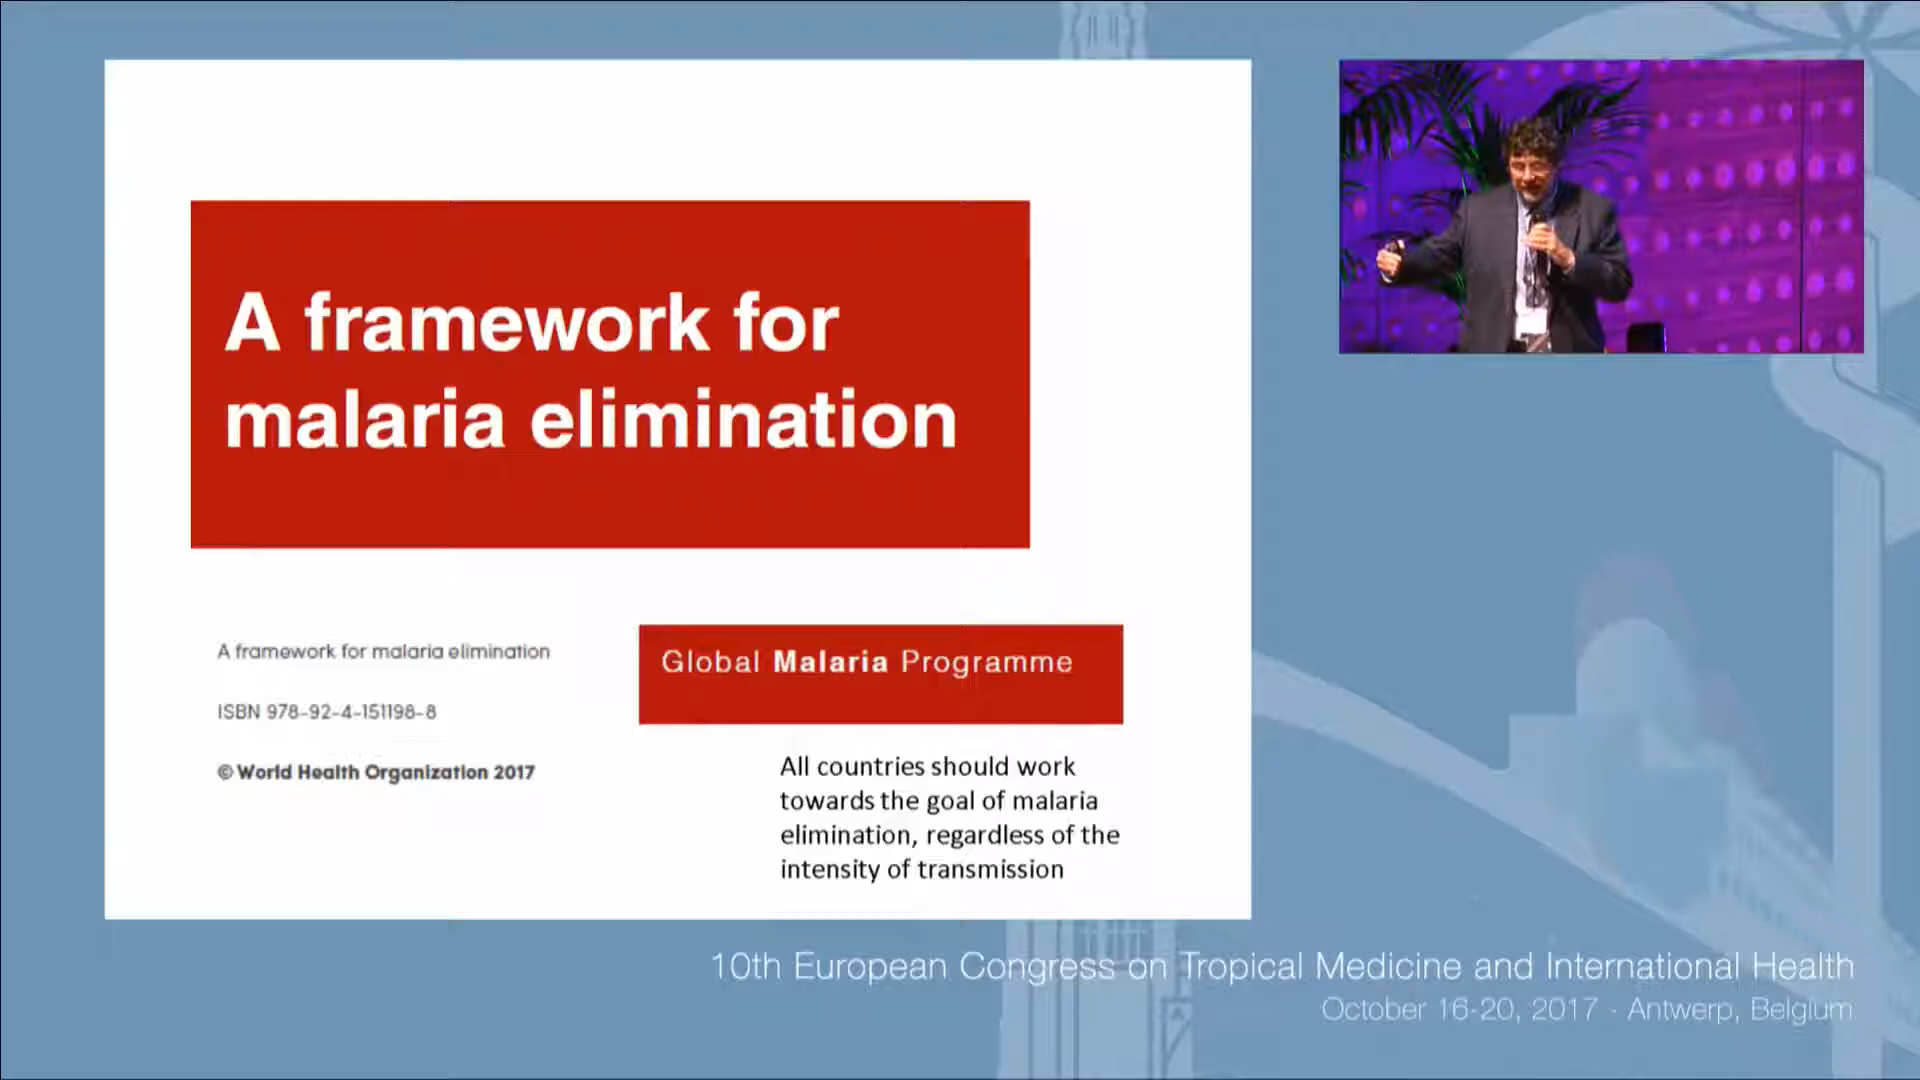 A framework for
malaria elimination
A framework for malaria elimination
ISBN 978-92-4-151198-8
© World Health Organization 2017
Global Malaria Programme
All countries should work
towards the goal of malaria
elimination, regardless of the
intensity of transmission
10th European Congress on Tropical Medicine and International Health
October 16-20, 2017 - Antwerp, Belgium